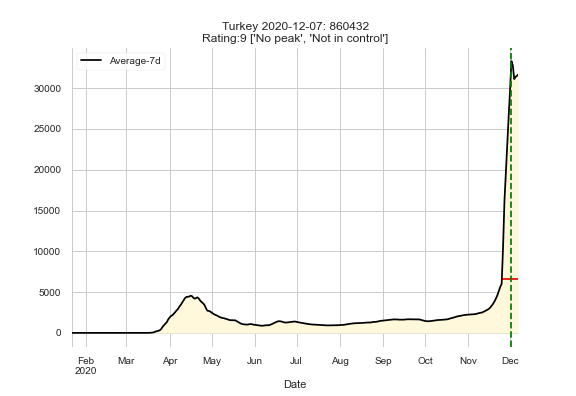 Turkey 2020-12-07: 860432
Rating:9 ['No peak', 'Not in control']
Average-7d
30000
25000
20000
15000
10000
5000
0
Feb Mar Apr May Jun Jul Aug Sep Oct Nov Dec
2020
Date